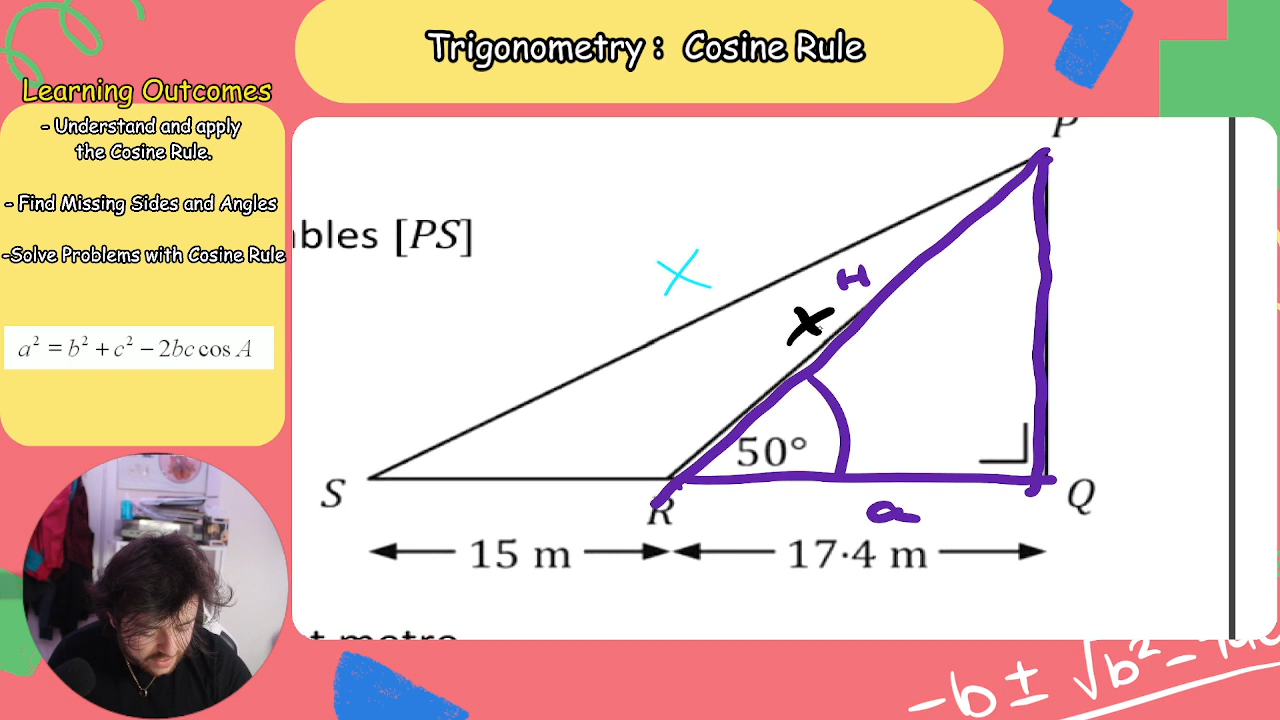 Trigonometry : Cosine Rule
Learning Outcomes
- Understand and apply
the Cosine Rule.
- Find Missing Sides and Angles
-Solve Problems with Cosine Rule
a² = b² + c² − 2bc cos A
P
bles [PS]
x
H
x
50°
S
R
Q
a
15 m
17·4 m
-b ± √b² -